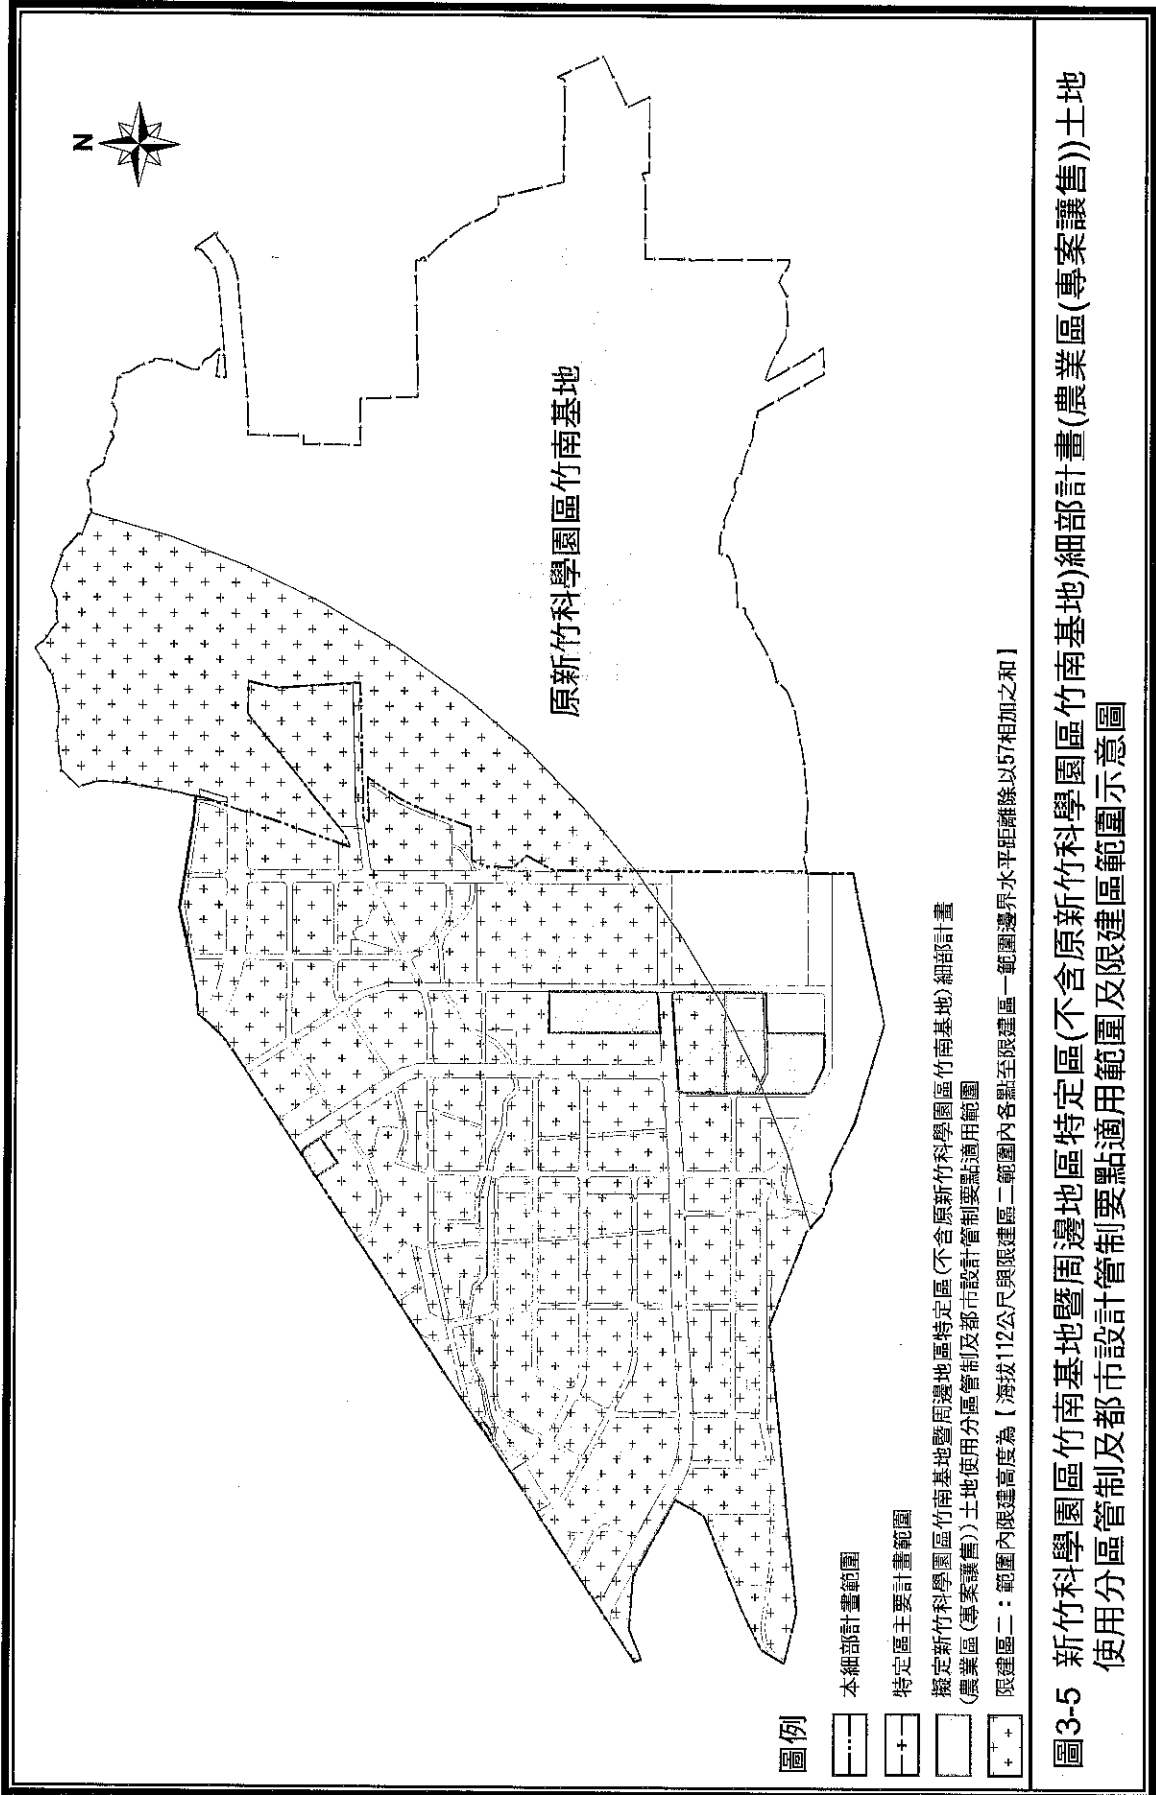 N
原新竹科學園區竹南基地
圖例
本細部計畫範圍
特定區主要計畫範圍
擬定新竹科學園區竹南基地暨周邊地區特定區(不含原新竹科學園區竹南基地)細部計畫
(農業區(專案讓售))土地使用分區管制及都市設計管制要點適用範圍
限建區二：範圍內限建高度為【海拔112公尺與限建區二範圍內各點至限建區一範圍邊界水平距離除以57相加之和】
圖3-5 新竹科學園區竹南基地暨周邊地區特定區(不含原新竹科學園區竹南基地)細部計畫(農業區(專案讓售))土地
使用分區管制及都市設計管制要點適用範圍及限建區範圍示意圖